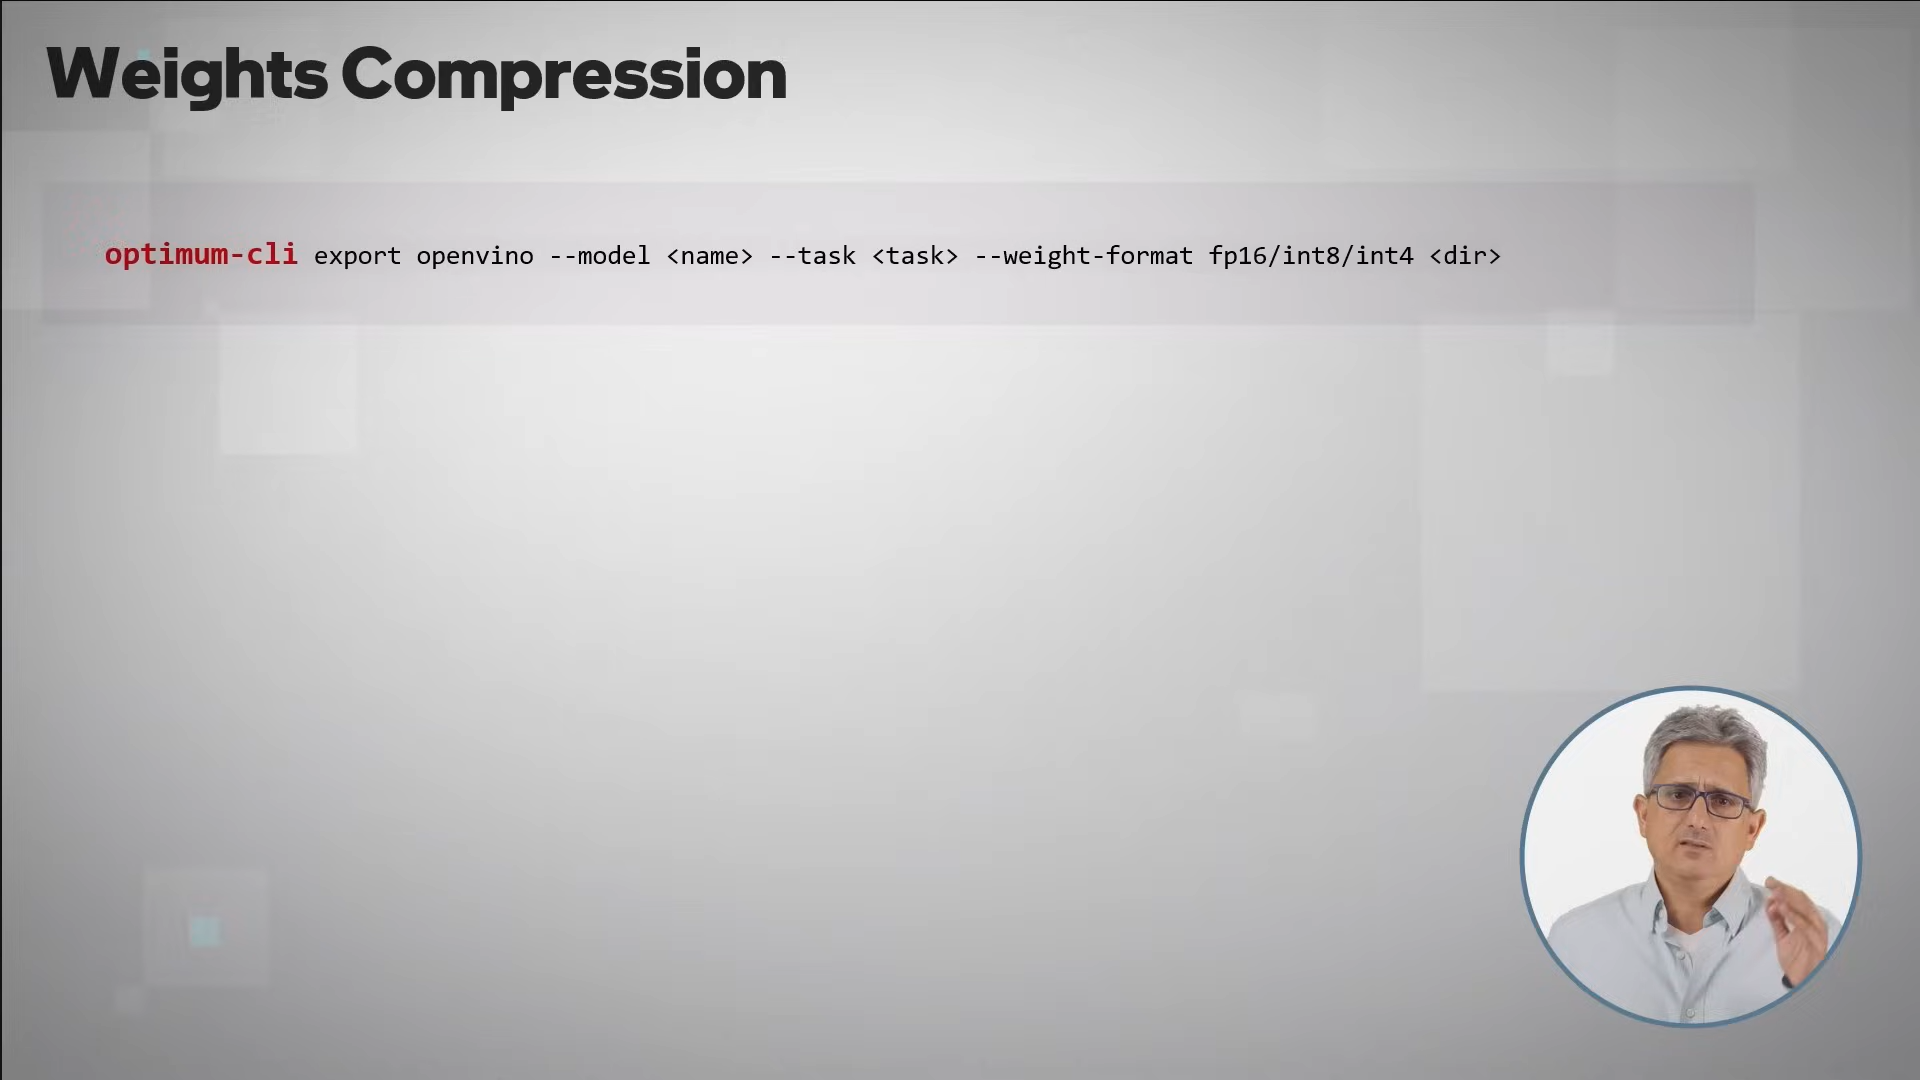 Weights Compression
optimum-cli export openvino --model <name> --task <task> --weight-format fp16/int8/int4 <dir>